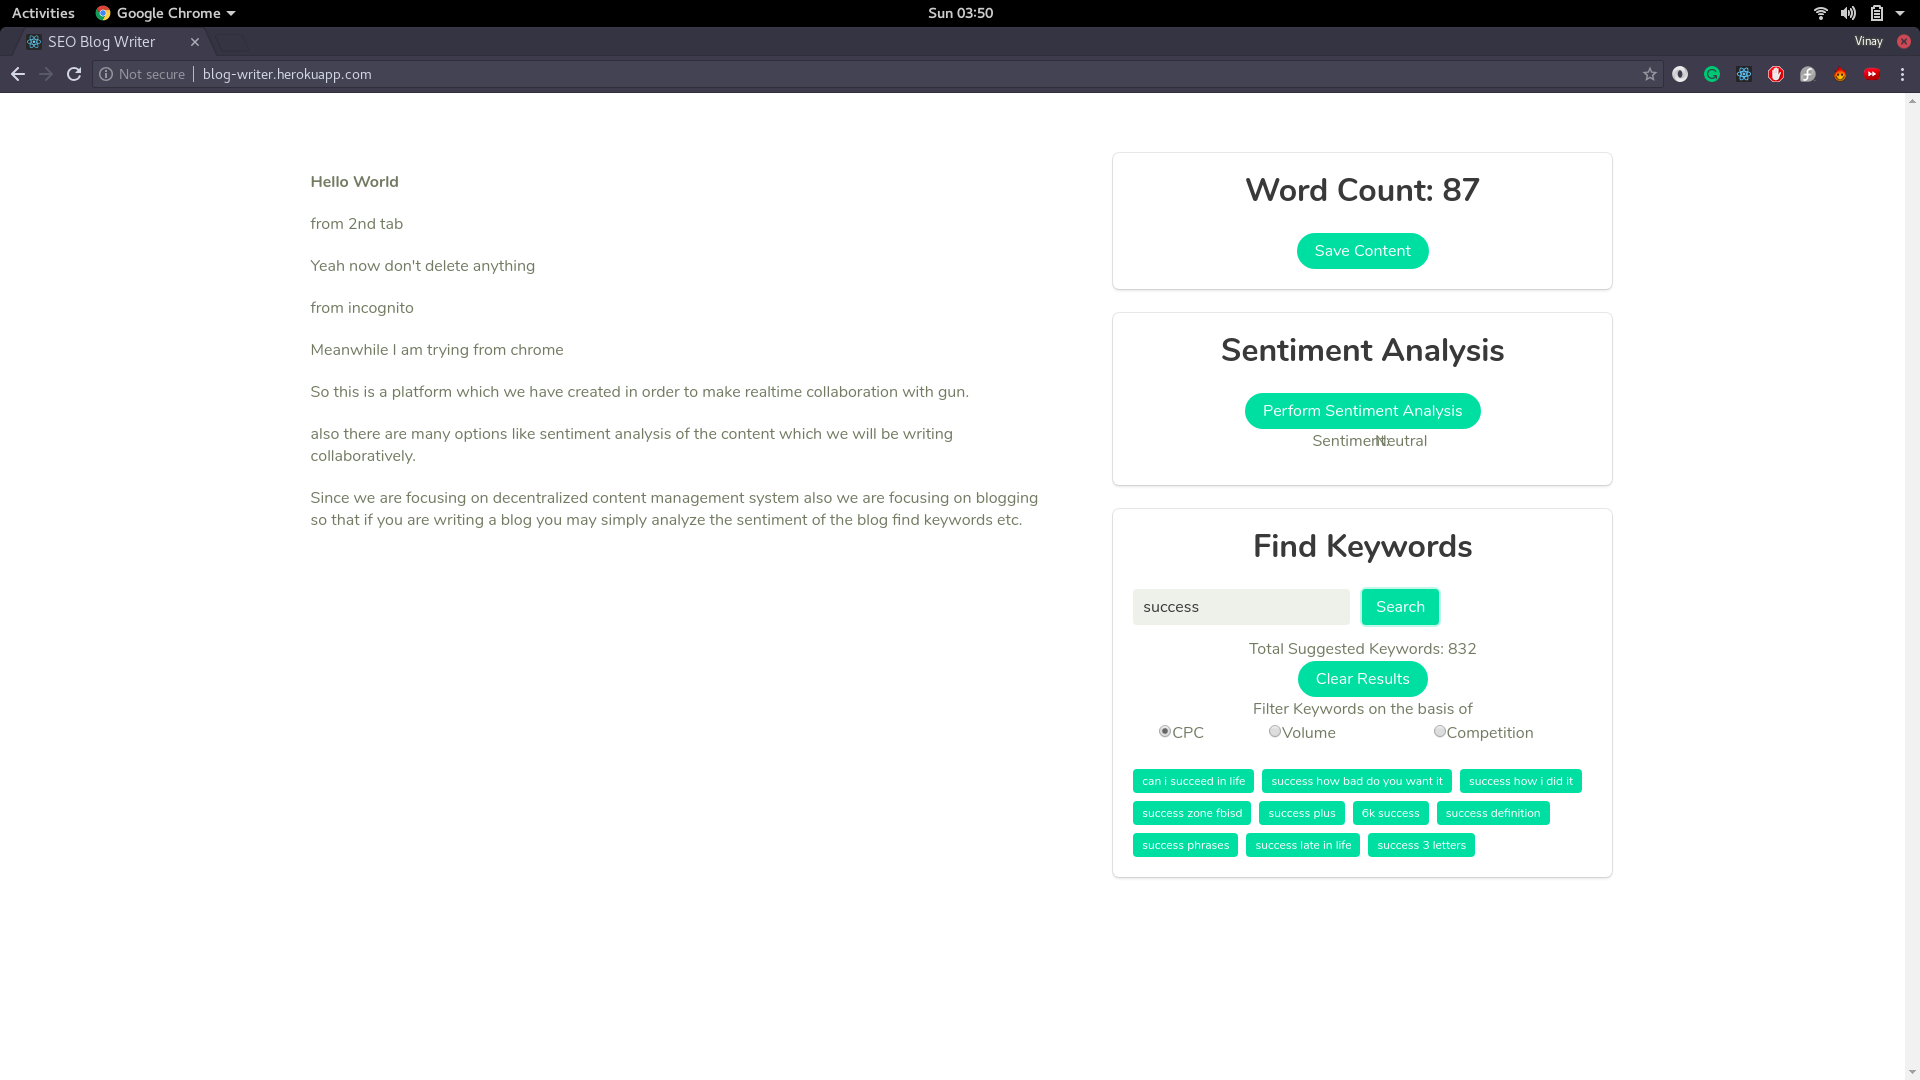 Activities Google Chrome Sun 03:50
SEO Blog Writer Vinay
Not secure blog-writer.herokuapp.com
Hello World
from 2nd tab
Yeah now don't delete anything
from incognito
Meanwhile I am trying from chrome
So this is a platform which we have created in order to make realtime collaboration with gun.
also there are many options like sentiment analysis of the content which we will be writing
collaboratively.
Since we are focusing on decentralized content management system also we are focusing on blogging
so that if you are writing a blog you may simply analyze the sentiment of the blog find keywords etc.
Word Count: 87
Save Content
Sentiment Analysis
Perform Sentiment Analysis
Sentiment: Neutral
Find Keywords
success Search
Total Suggested Keywords: 832
Clear Results
Filter Keywords on the basis of
CPC Volume Competition
can i succeed in life success how bad do you want it success how i did it
success zone fbisd success plus 6k success success definition
success phrases success late in life success 3 letters